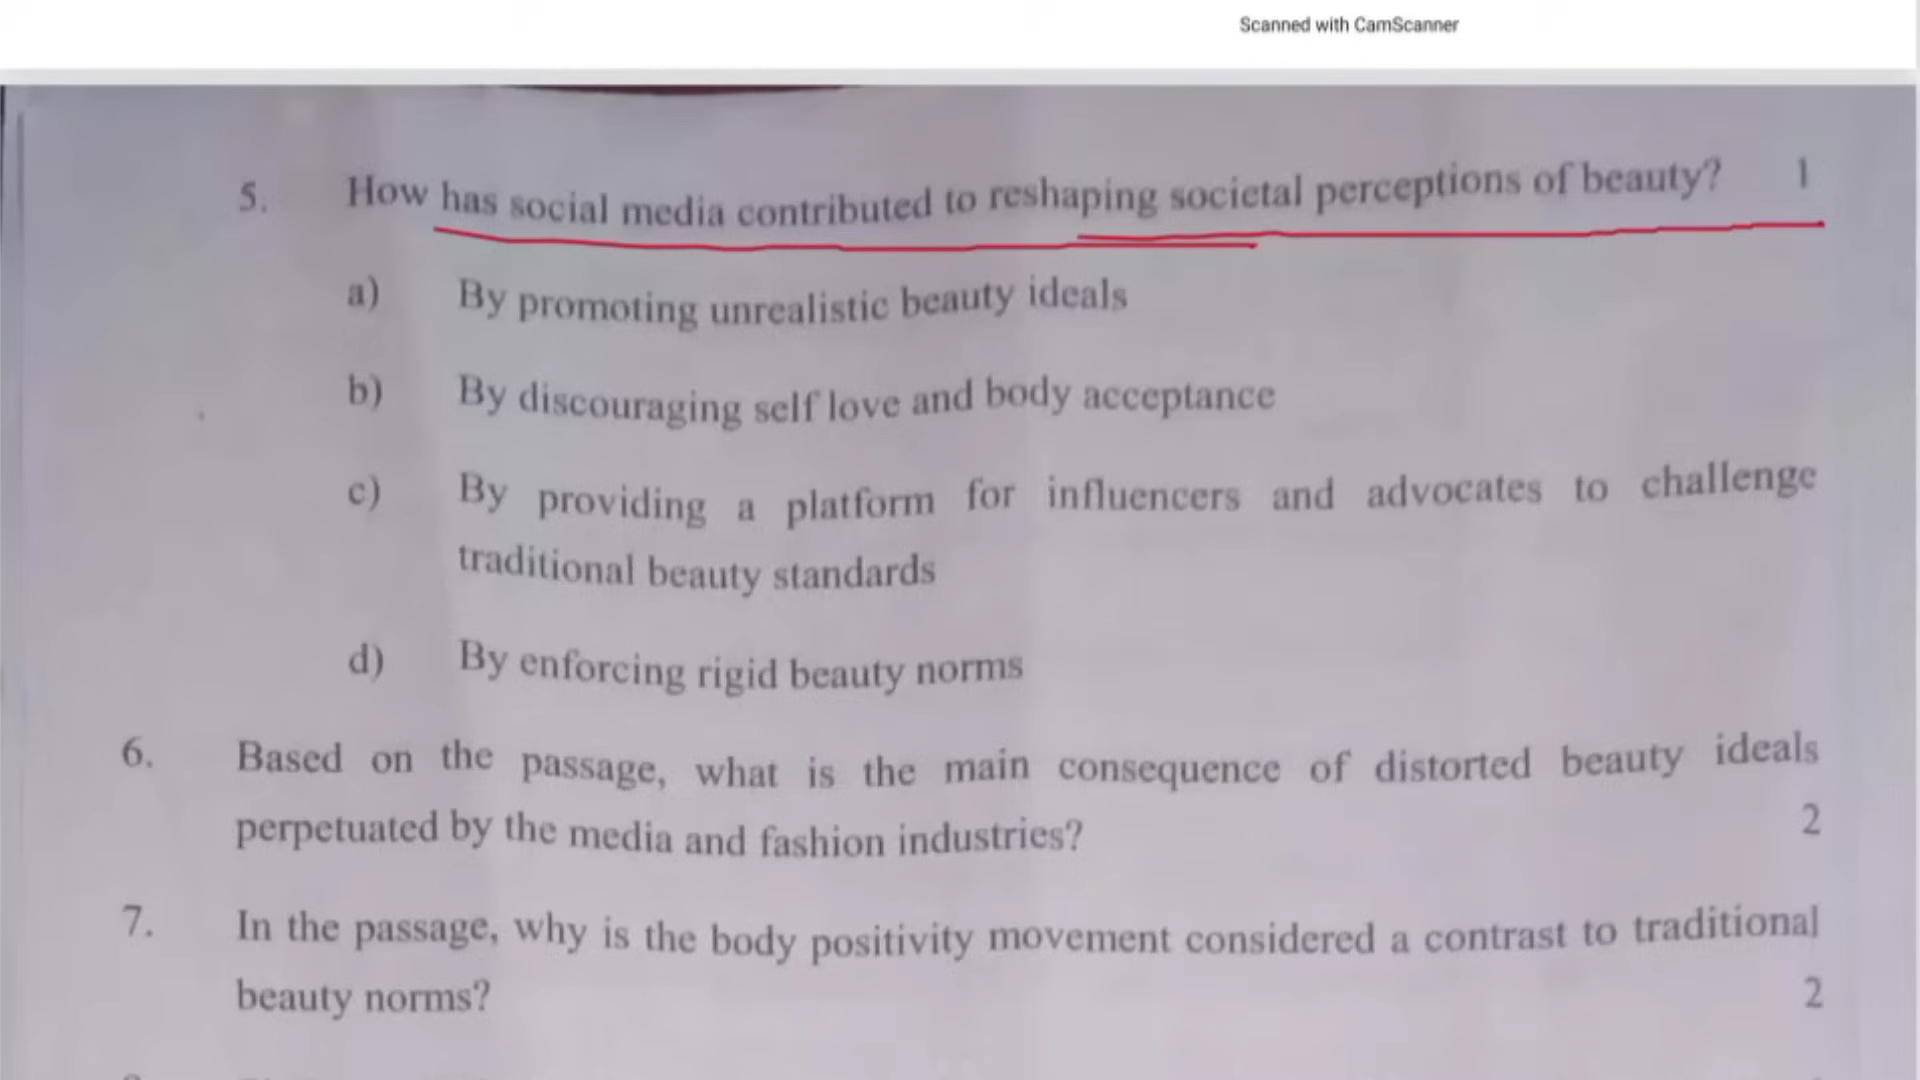 Scanned with CamScanner
5. How has social media contributed to reshaping societal perceptions of beauty? 1
a) By promoting unrealistic beauty ideals
b) By discouraging self love and body acceptance
c) By providing a platform for influencers and advocates to challenge
traditional beauty standards
d) By enforcing rigid beauty norms
6. Based on the passage, what is the main consequence of distorted beauty ideals
perpetuated by the media and fashion industries? 2
7. In the passage, why is the body positivity movement considered a contrast to traditional
beauty norms? 2